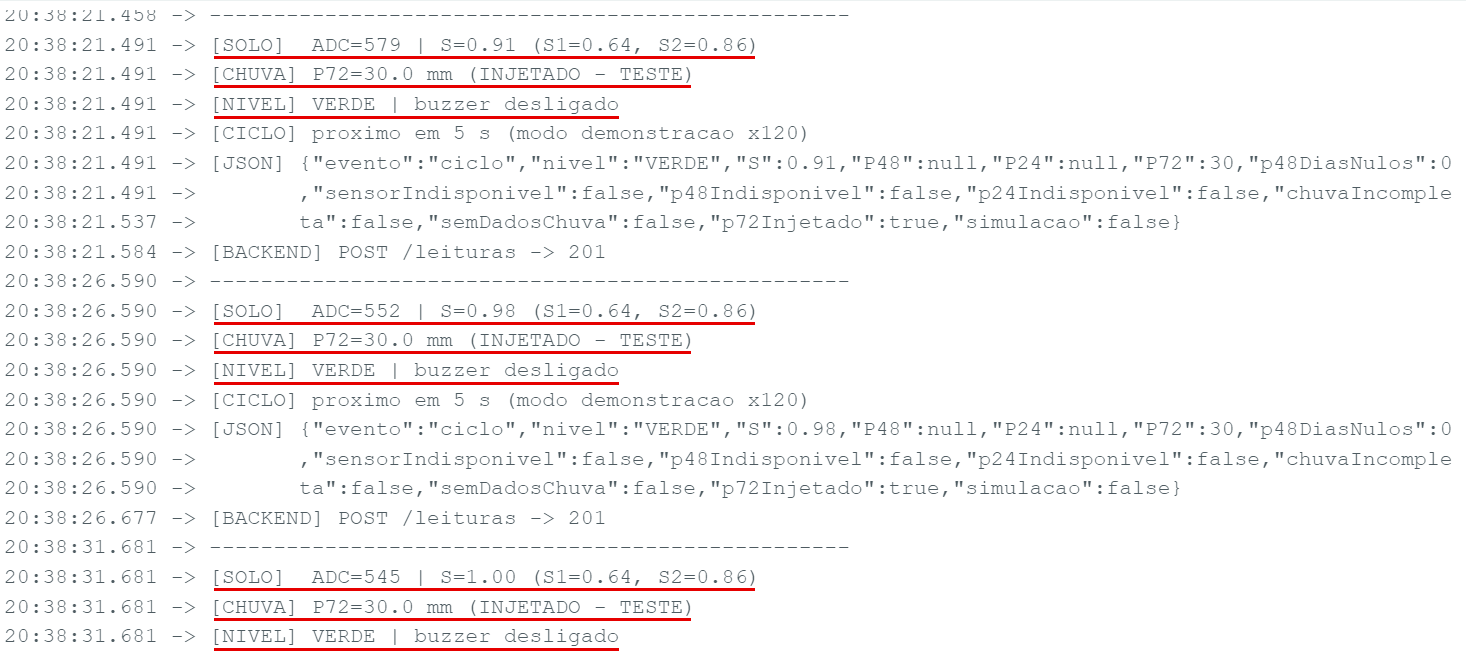 20:38:21.458 -> --------------------------------------------------
20:38:21.491 -> [SOLO]  ADC=579 | S=0.91 (S1=0.64, S2=0.86)
20:38:21.491 -> [CHUVA] P72=30.0 mm (INJETADO - TESTE)
20:38:21.491 -> [NIVEL] VERDE | buzzer desligado
20:38:21.491 -> [CICLO] proximo em 5 s (modo demonstracao x120)
20:38:21.491 -> [JSON] {"evento":"ciclo","nivel":"VERDE","S":0.91,"P48":null,"P24":null,"P72":30,"p48DiasNulos":0
20:38:21.491 ->        ,"sensorIndisponivel":false,"p48Indisponivel":false,"p24Indisponivel":false,"chuvaIncomple
20:38:21.537 ->        ta":false,"semDadosChuva":false,"p72Injetado":true,"simulacao":false}
20:38:21.584 -> [BACKEND] POST /leituras -> 201
20:38:26.590 -> --------------------------------------------------
20:38:26.590 -> [SOLO]  ADC=552 | S=0.98 (S1=0.64, S2=0.86)
20:38:26.590 -> [CHUVA] P72=30.0 mm (INJETADO - TESTE)
20:38:26.590 -> [NIVEL] VERDE | buzzer desligado
20:38:26.590 -> [CICLO] proximo em 5 s (modo demonstracao x120)
20:38:26.590 -> [JSON] {"evento":"ciclo","nivel":"VERDE","S":0.98,"P48":null,"P24":null,"P72":30,"p48DiasNulos":0
20:38:26.590 ->        ,"sensorIndisponivel":false,"p48Indisponivel":false,"p24Indisponivel":false,"chuvaIncomple
20:38:26.590 ->        ta":false,"semDadosChuva":false,"p72Injetado":true,"simulacao":false}
20:38:26.677 -> [BACKEND] POST /leituras -> 201
20:38:31.681 -> --------------------------------------------------
20:38:31.681 -> [SOLO]  ADC=545 | S=1.00 (S1=0.64, S2=0.86)
20:38:31.681 -> [CHUVA] P72=30.0 mm (INJETADO - TESTE)
20:38:31.681 -> [NIVEL] VERDE | buzzer desligado